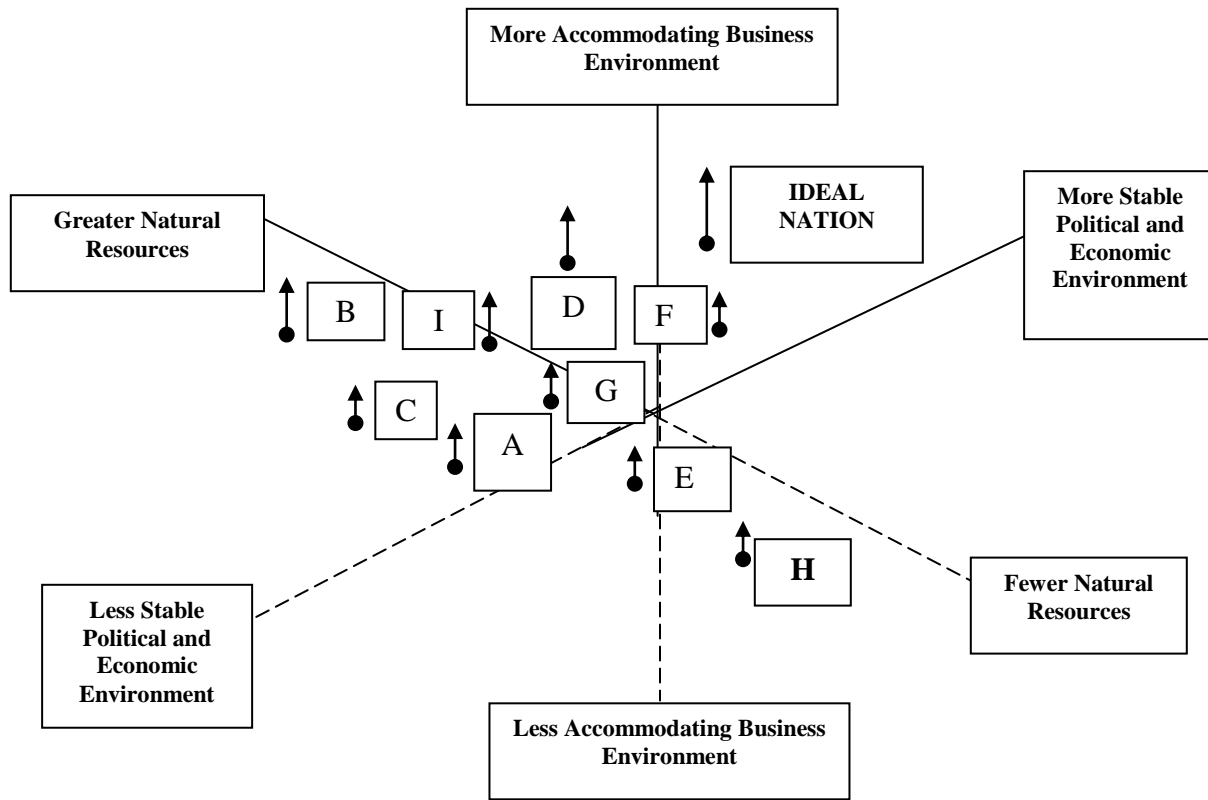 More Accommodating Business
Environment
IDEAL
NATION
More Stable
Political and
Economic
Environment
Greater Natural
Resources
B
I
D
F
C
A
G
E
H
Less Stable
Political and
Economic
Environment
Fewer Natural
Resources
Less Accommodating Business
Environment